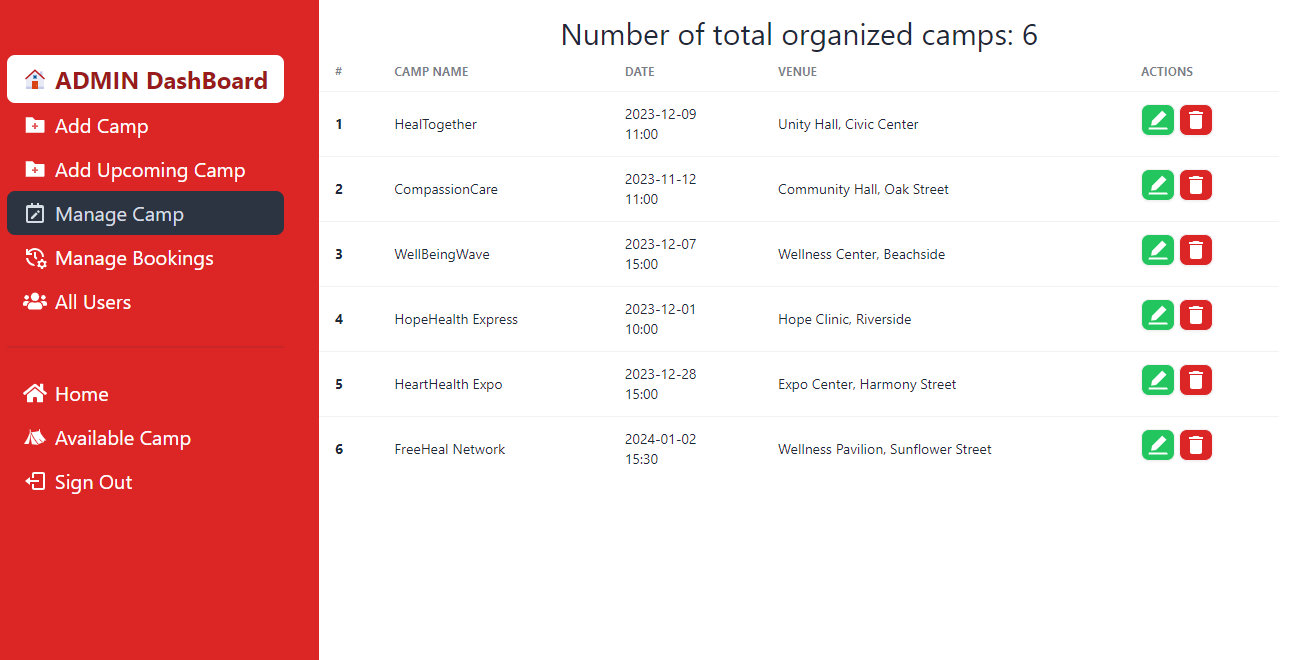 ADMIN DashBoard
Add Camp
Add Upcoming Camp
Manage Camp
Manage Bookings
All Users
Home
Available Camp
Sign Out
Number of total organized camps: 6
# CAMP NAME DATE VENUE ACTIONS
1 HealTogether 2023-12-09 Unity Hall, Civic Center
11:00
2 CompassionCare 2023-11-12 Community Hall, Oak Street
11:00
3 WellBeingWave 2023-12-07 Wellness Center, Beachside
15:00
4 HopeHealth Express 2023-12-01 Hope Clinic, Riverside
10:00
5 HeartHealth Expo 2023-12-28 Expo Center, Harmony Street
15:00
6 FreeHeal Network 2024-01-02 Wellness Pavilion, Sunflower Street
15:30